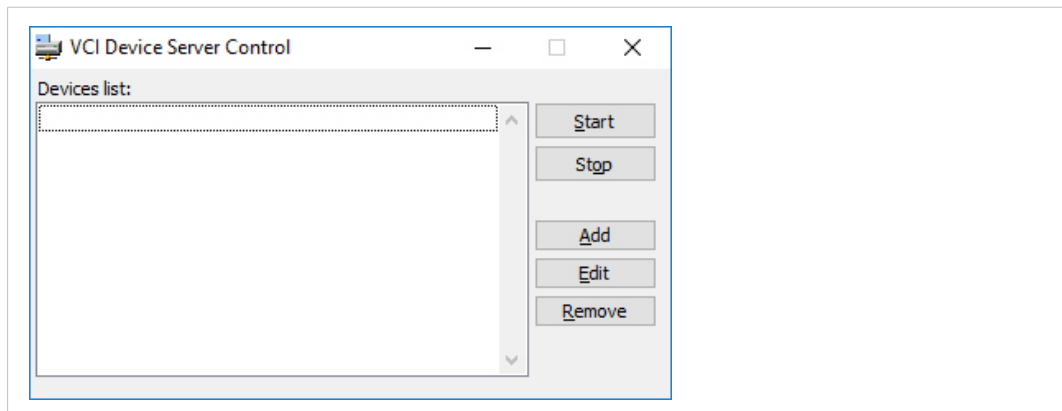 VCI Device Server Control
Devices list:
Start
Stop
Add
Edit
Remove